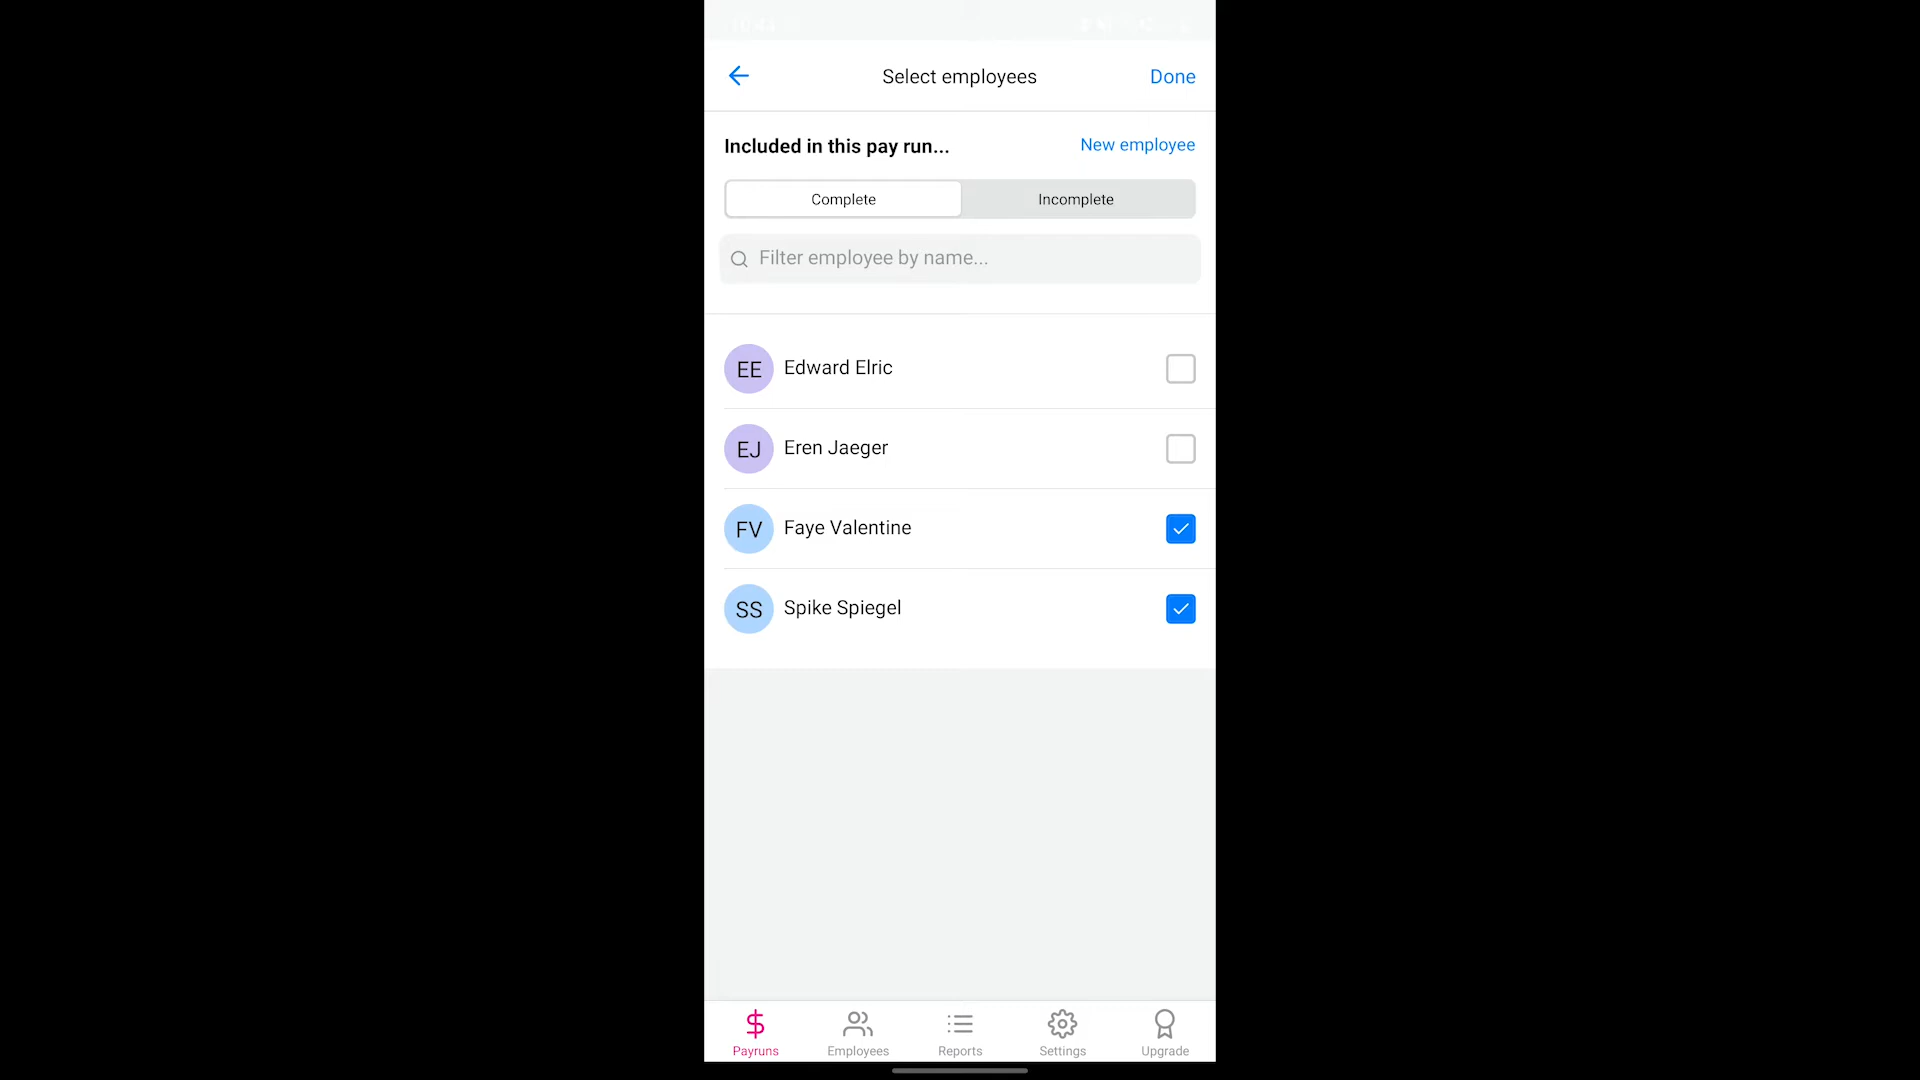 Select employees
Done
Included in this pay run...
New employee
Complete
Incomplete
Filter employee by name...
EE
Edward Elric
EJ
Eren Jaeger
FV
Faye Valentine
SS
Spike Spiegel
Payruns
Employees
Reports
Settings
Upgrade